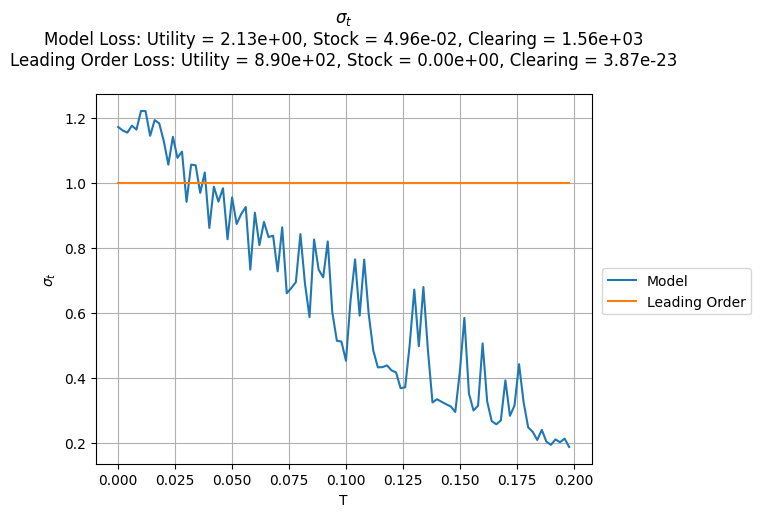 σₜ
Model Loss: Utility = 2.13e+00, Stock = 4.96e-02, Clearing = 1.56e+03
Leading Order Loss: Utility = 8.90e+02, Stock = 0.00e+00, Clearing = 3.87e-23
1.2
1.0
0.8
0.6
0.4
0.2
σₜ
0.000 0.025 0.050 0.075 0.100 0.125 0.150 0.175 0.200
T
Model
Leading Order